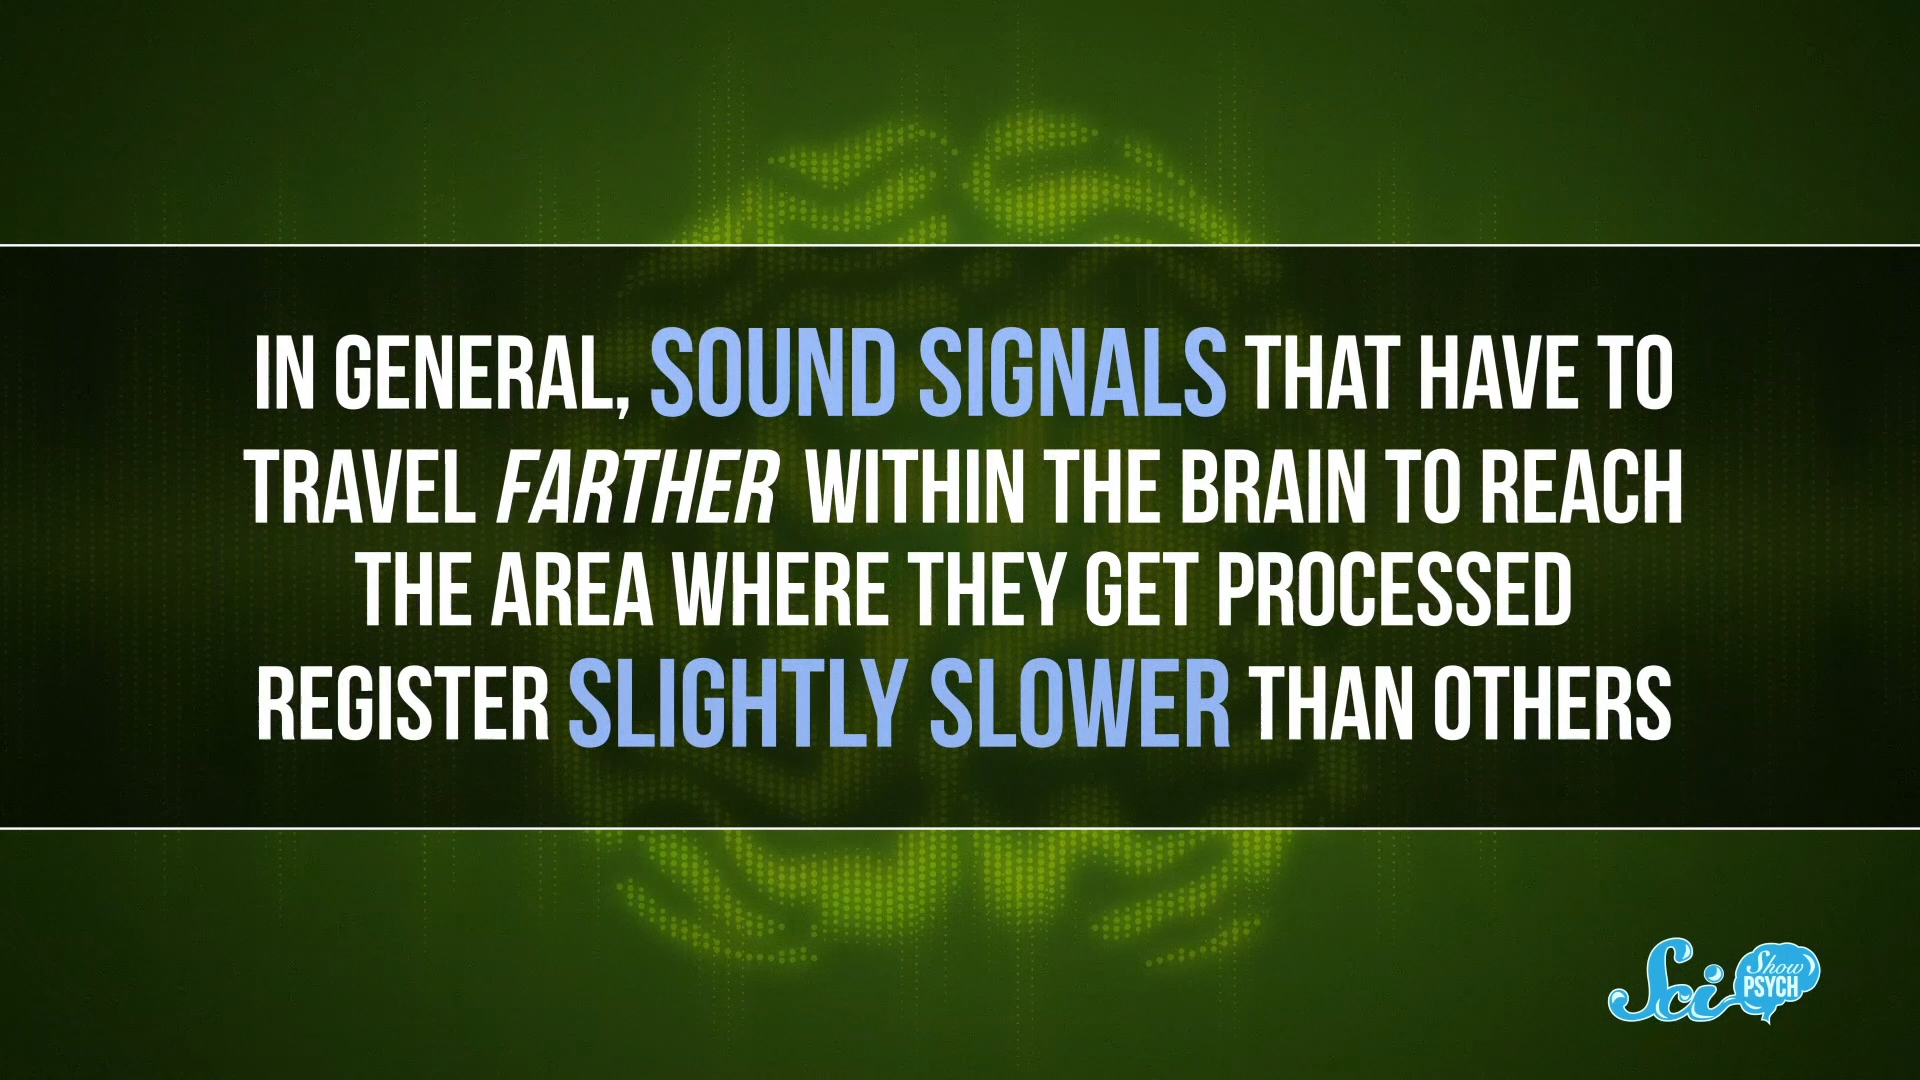 IN GENERAL, SOUND SIGNALS THAT HAVE TO
TRAVEL FARTHER WITHIN THE BRAIN TO REACH
THE AREA WHERE THEY GET PROCESSED
REGISTER SLIGHTLY SLOWER THAN OTHERS
Sci Show
PSYCH